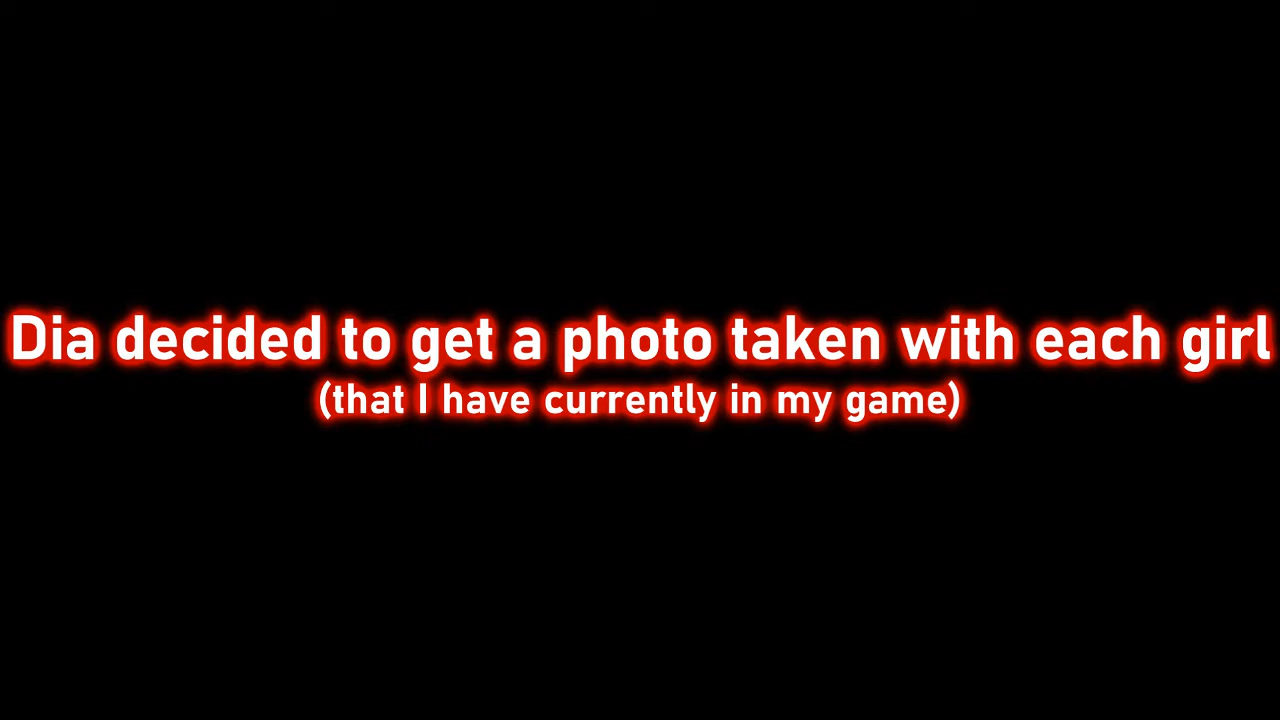 Dia decided to get a photo taken with each girl
(that I have currently in my game)